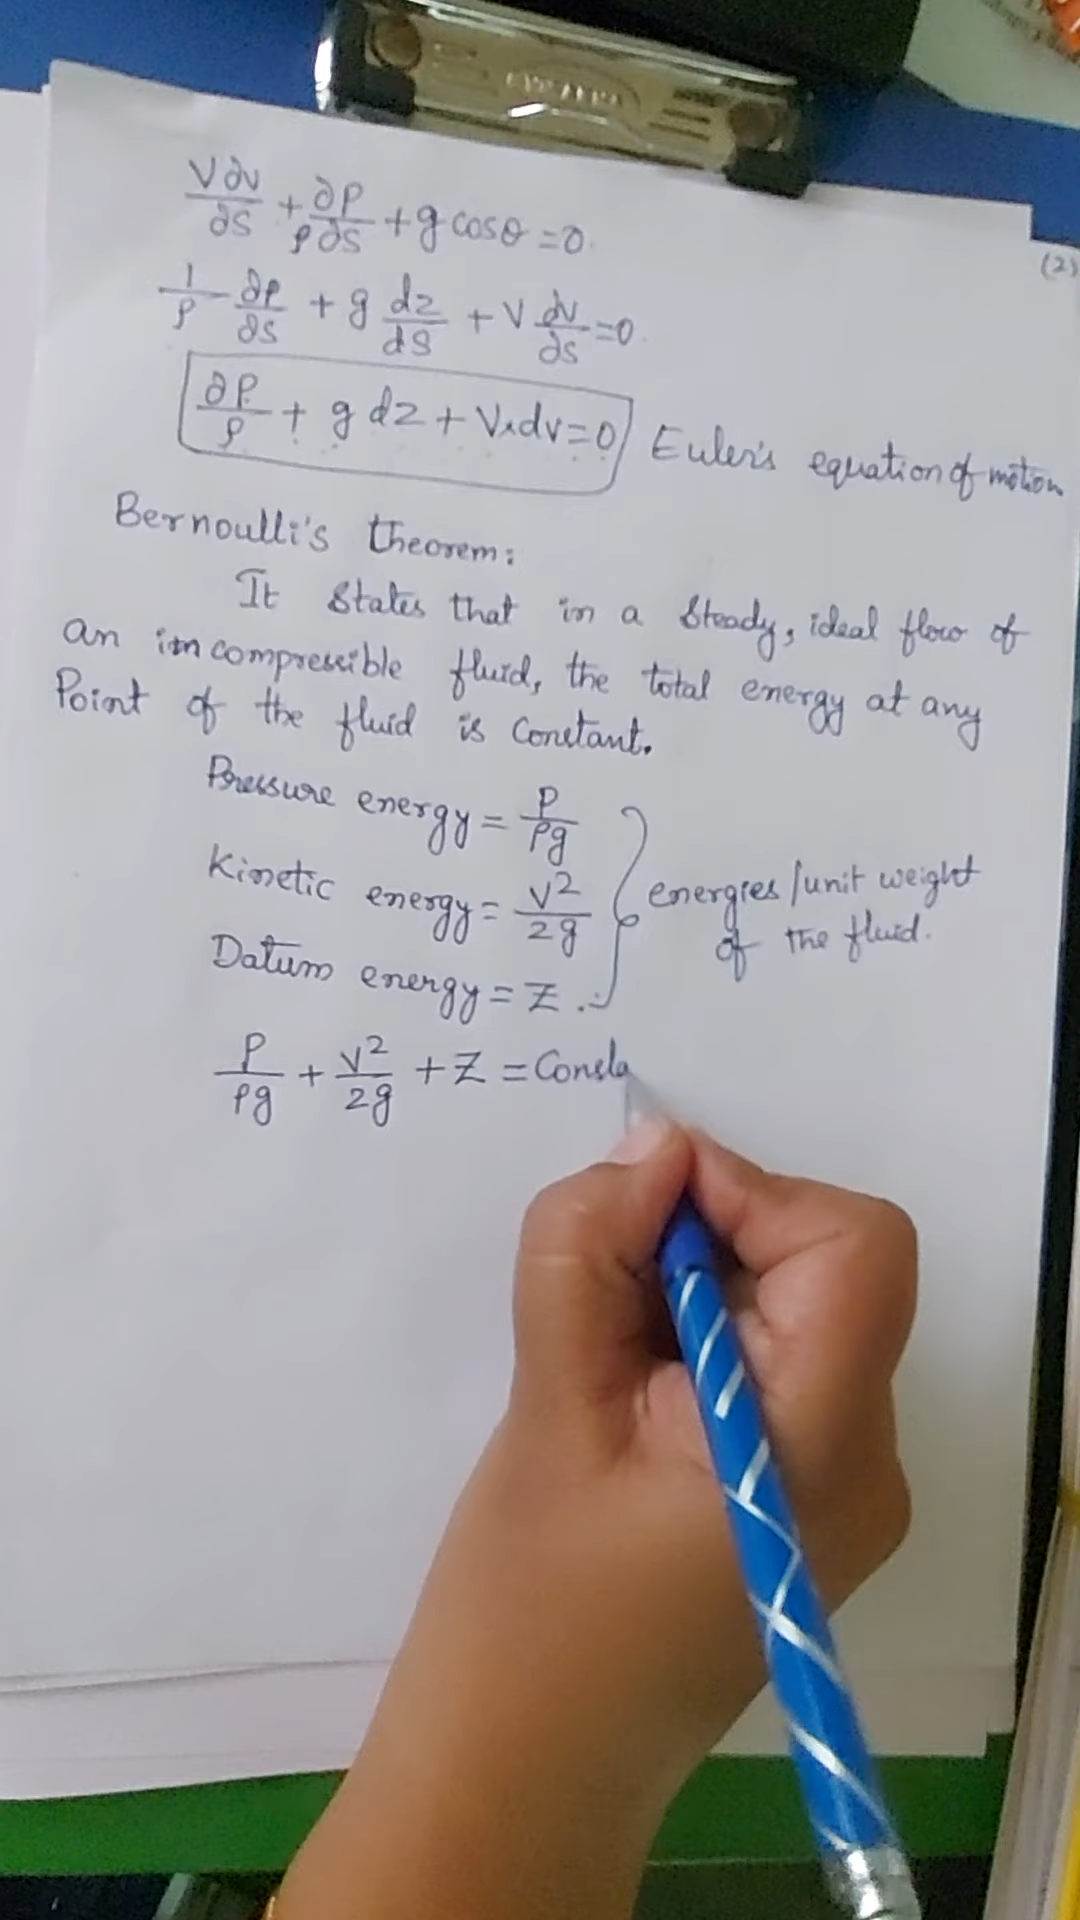 V∂v/∂s + ∂P/ρ∂s + g cosθ = 0.
(2)
1/ρ ∂P/∂s + g dz/ds + V ∂v/∂s = 0.
∂P/ρ + g dz + V×dv = 0 Euler's equation of motion
Bernoulli's theorem:
It states that in a steady, ideal flow of
an imcompressible fluid, the total energy at any
Point of the fluid is constant.
Pressure energy = P/ρg
Kinetic energy = V²/2g
energies/unit weight
of the fluid.
Datum energy = Z.
P/ρg + V²/2g + Z = Consta